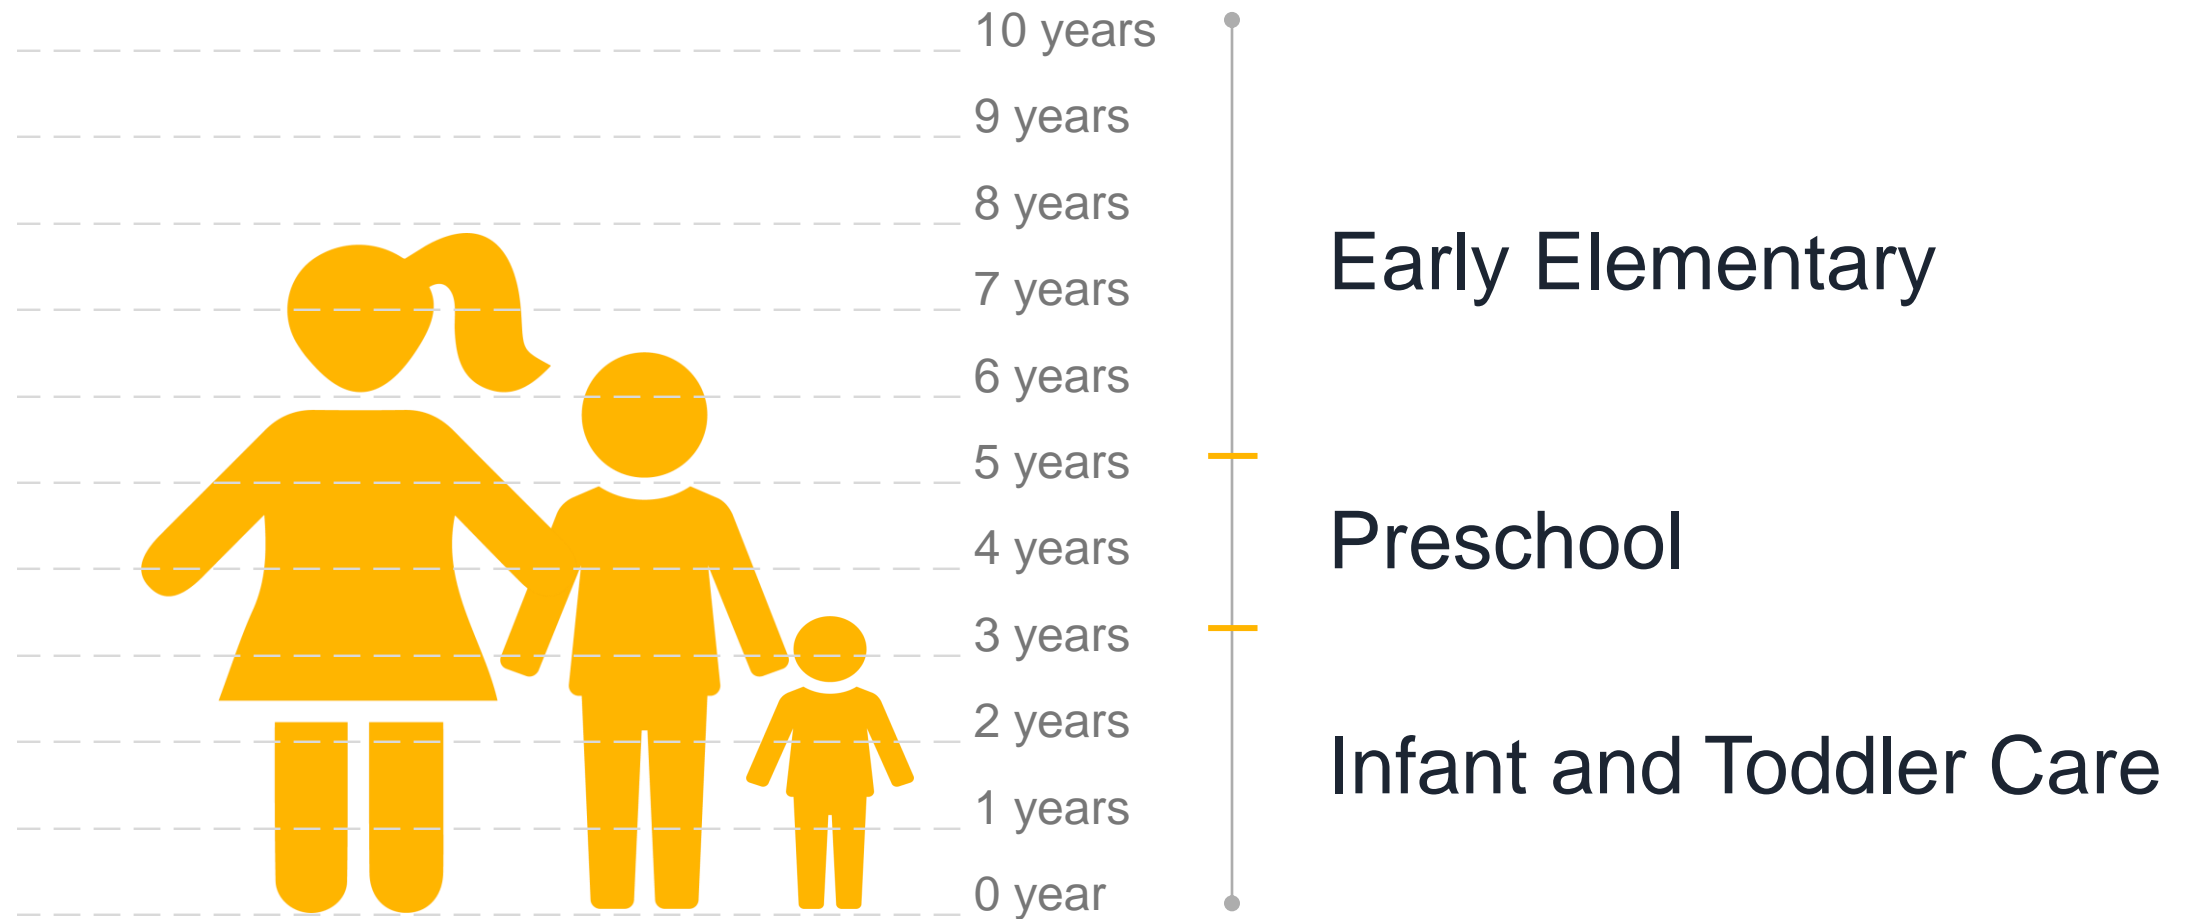 10 years
9 years
8 years
7 years
Early Elementary
6 years
5 years
4 years
Preschool
3 years
2 years
Infant and Toddler Care
1 years
0 year